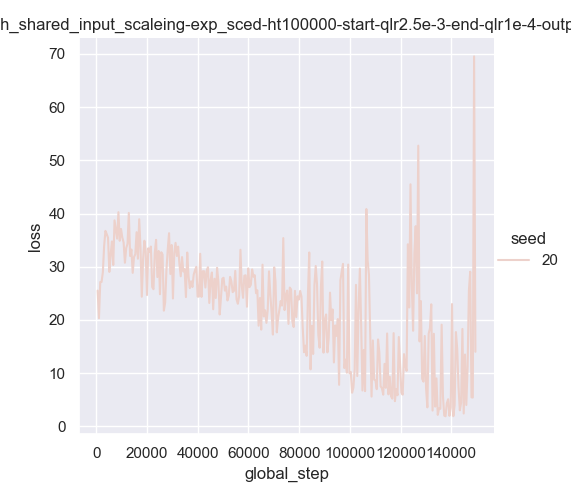 h_shared_input_scaleing-exp_sced-ht100000-start-qlr2.5e-3-end-qlr1e-4-outp
70
60
50
40
30
20
10
0
loss
seed
20
0 20000 40000 60000 80000 100000 120000 140000
global_step